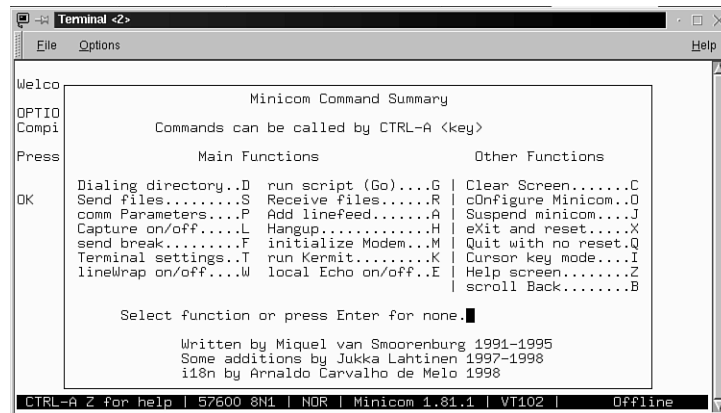 Terminal <2>
File Options Help
Welco
Minicom Command Summary
OPTIO
Compi Commands can be called by CTRL-A <key>
Press Main Functions Other Functions
Dialing directory..D run script (Go)....G | Clear Screen.......C
OK Send files.........S Receive files......R | cOnfigure Minicom..O
comm Parameters....P Add linefeed.......A | Suspend minicom....J
Capture on/off.....L Hangup.............H | eXit and reset.....X
send break.........F initialize Modem...M | Quit with no reset.Q
Terminal settings..T run Kermit.........K | Cursor key mode....I
lineWrap on/off....W local Echo on/off..E | Help screen........Z
| scroll Back........B
Select function or press Enter for none.
Written by Miquel van Smoorenburg 1991-1995
Some additions by Jukka Lahtinen 1997-1998
i18n by Arnaldo Carvalho de Melo 1998
CTRL-A Z for help | 57600 8N1 | NOR | Minicom 1.81.1 | VT102 | Offline